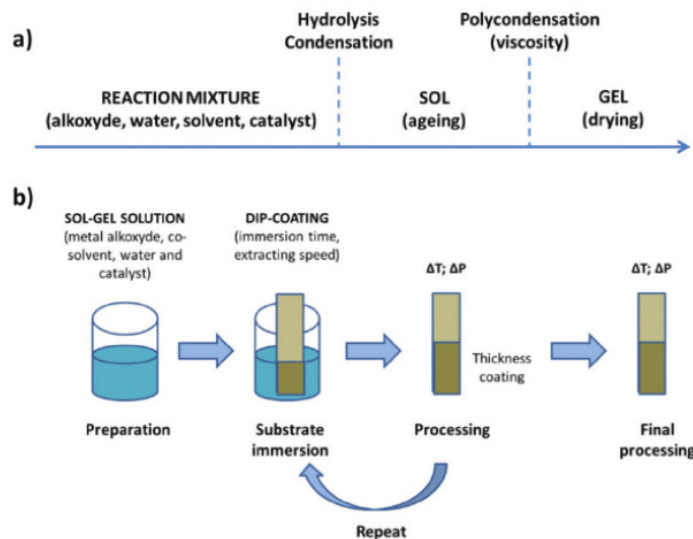 a)
Hydrolysis
Condensation
Polycondensation
(viscosity)
REACTION MIXTURE
(alkoxyde, water, solvent, catalyst)
SOL
(ageing)
GEL
(drying)
b)
SOL-GEL SOLUTION
(metal alkoxyde, co-
solvent, water and
catalyst)
DIP-COATING
(immersion time,
extracting speed)
ΔT; ΔP
ΔT; ΔP
Thickness
coating
Preparation
Substrate
immersion
Processing
Final
processing
Repeat